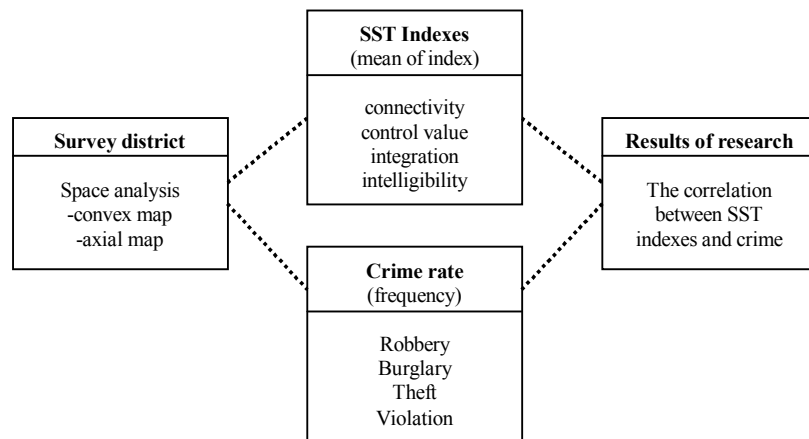 SST Indexes
(mean of index)
connectivity
control value
integration
intelligibility
Survey district
Space analysis
-convex map
-axial map
Results of research
The correlation
between SST
indexes and crime
Crime rate
(frequency)
Robbery
Burglary
Theft
Violation